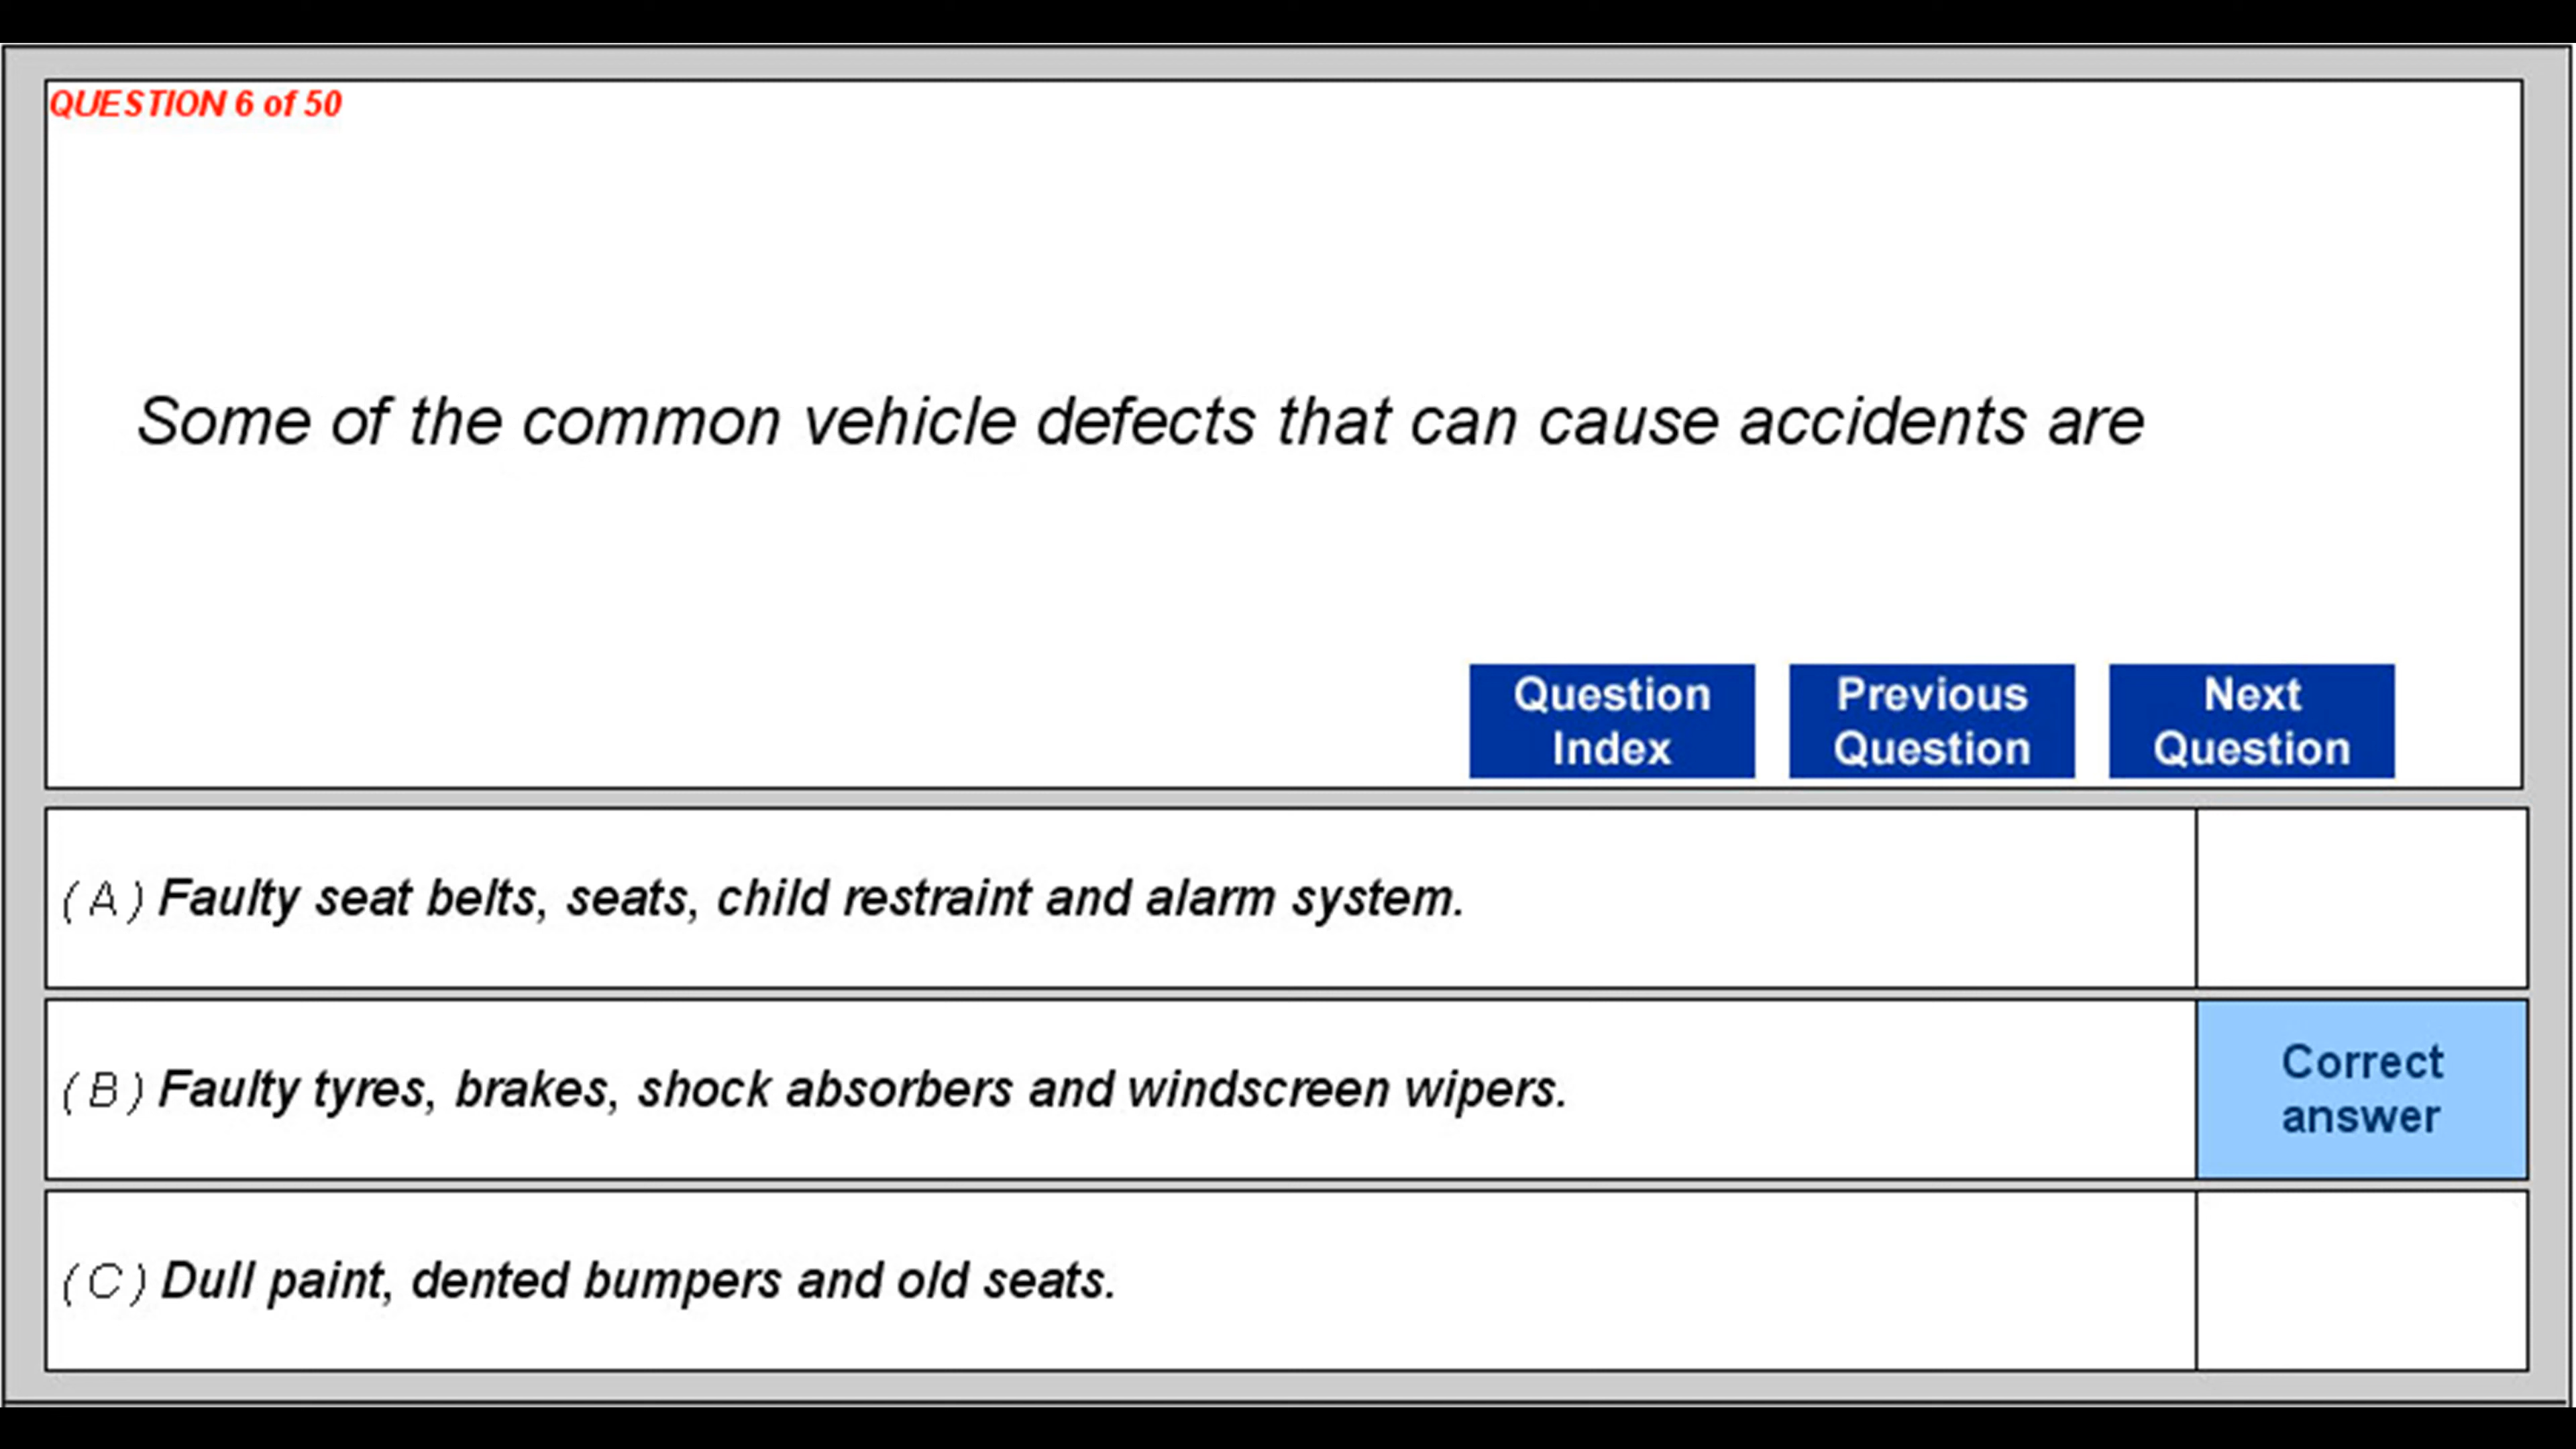 QUESTION 6 of 50
Some of the common vehicle defects that can cause accidents are
Question Index
Previous Question
Next Question
(A) Faulty seat belts, seats, child restraint and alarm system.
(B) Faulty tyres, brakes, shock absorbers and windscreen wipers.
Correct answer
(C) Dull paint, dented bumpers and old seats.